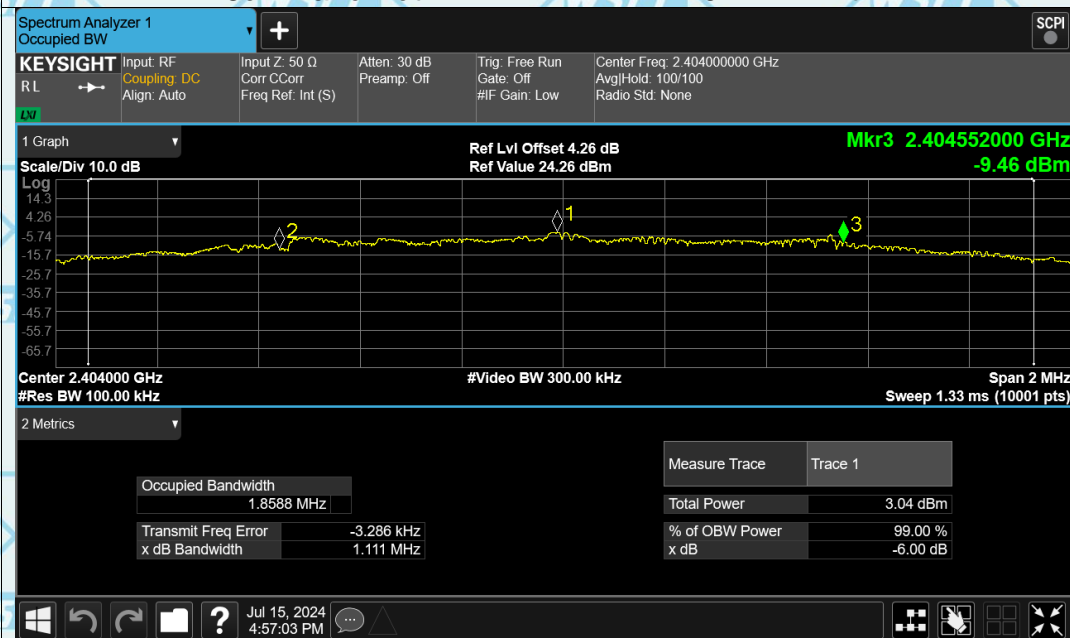 Spectrum Analyzer 1
Occupied BW
+
SCPI
KEYSIGHT
RL
LXI
Input: RF
Coupling: DC
Align: Auto
Input Z: 50 Ω
Corr CCorr
Freq Ref: Int (S)
Atten: 30 dB
Preamp: Off
Trig: Free Run
Gate: Off
#IF Gain: Low
Center Freq: 2.404000000 GHz
Avg|Hold: 100/100
Radio Std: None
1 Graph
Scale/Div 10.0 dB
Ref Lvl Offset 4.26 dB
Ref Value 24.26 dBm
Mkr3 2.404552000 GHz
-9.46 dBm
Log
14.3
4.26
-5.74
-15.7
-25.7
-35.7
-45.7
-55.7
-65.7
2
1
3
Center 2.404000 GHz
#Video BW 300.00 kHz
Span 2 MHz
#Res BW 100.00 kHz
Sweep 1.33 ms (10001 pts)
2 Metrics
Occupied Bandwidth
1.8588 MHz
Transmit Freq Error -3.286 kHz
x dB Bandwidth 1.111 MHz
Measure Trace Trace 1
Total Power 3.04 dBm
% of OBW Power 99.00 %
x dB -6.00 dB
?
Jul 15, 2024
4:57:03 PM